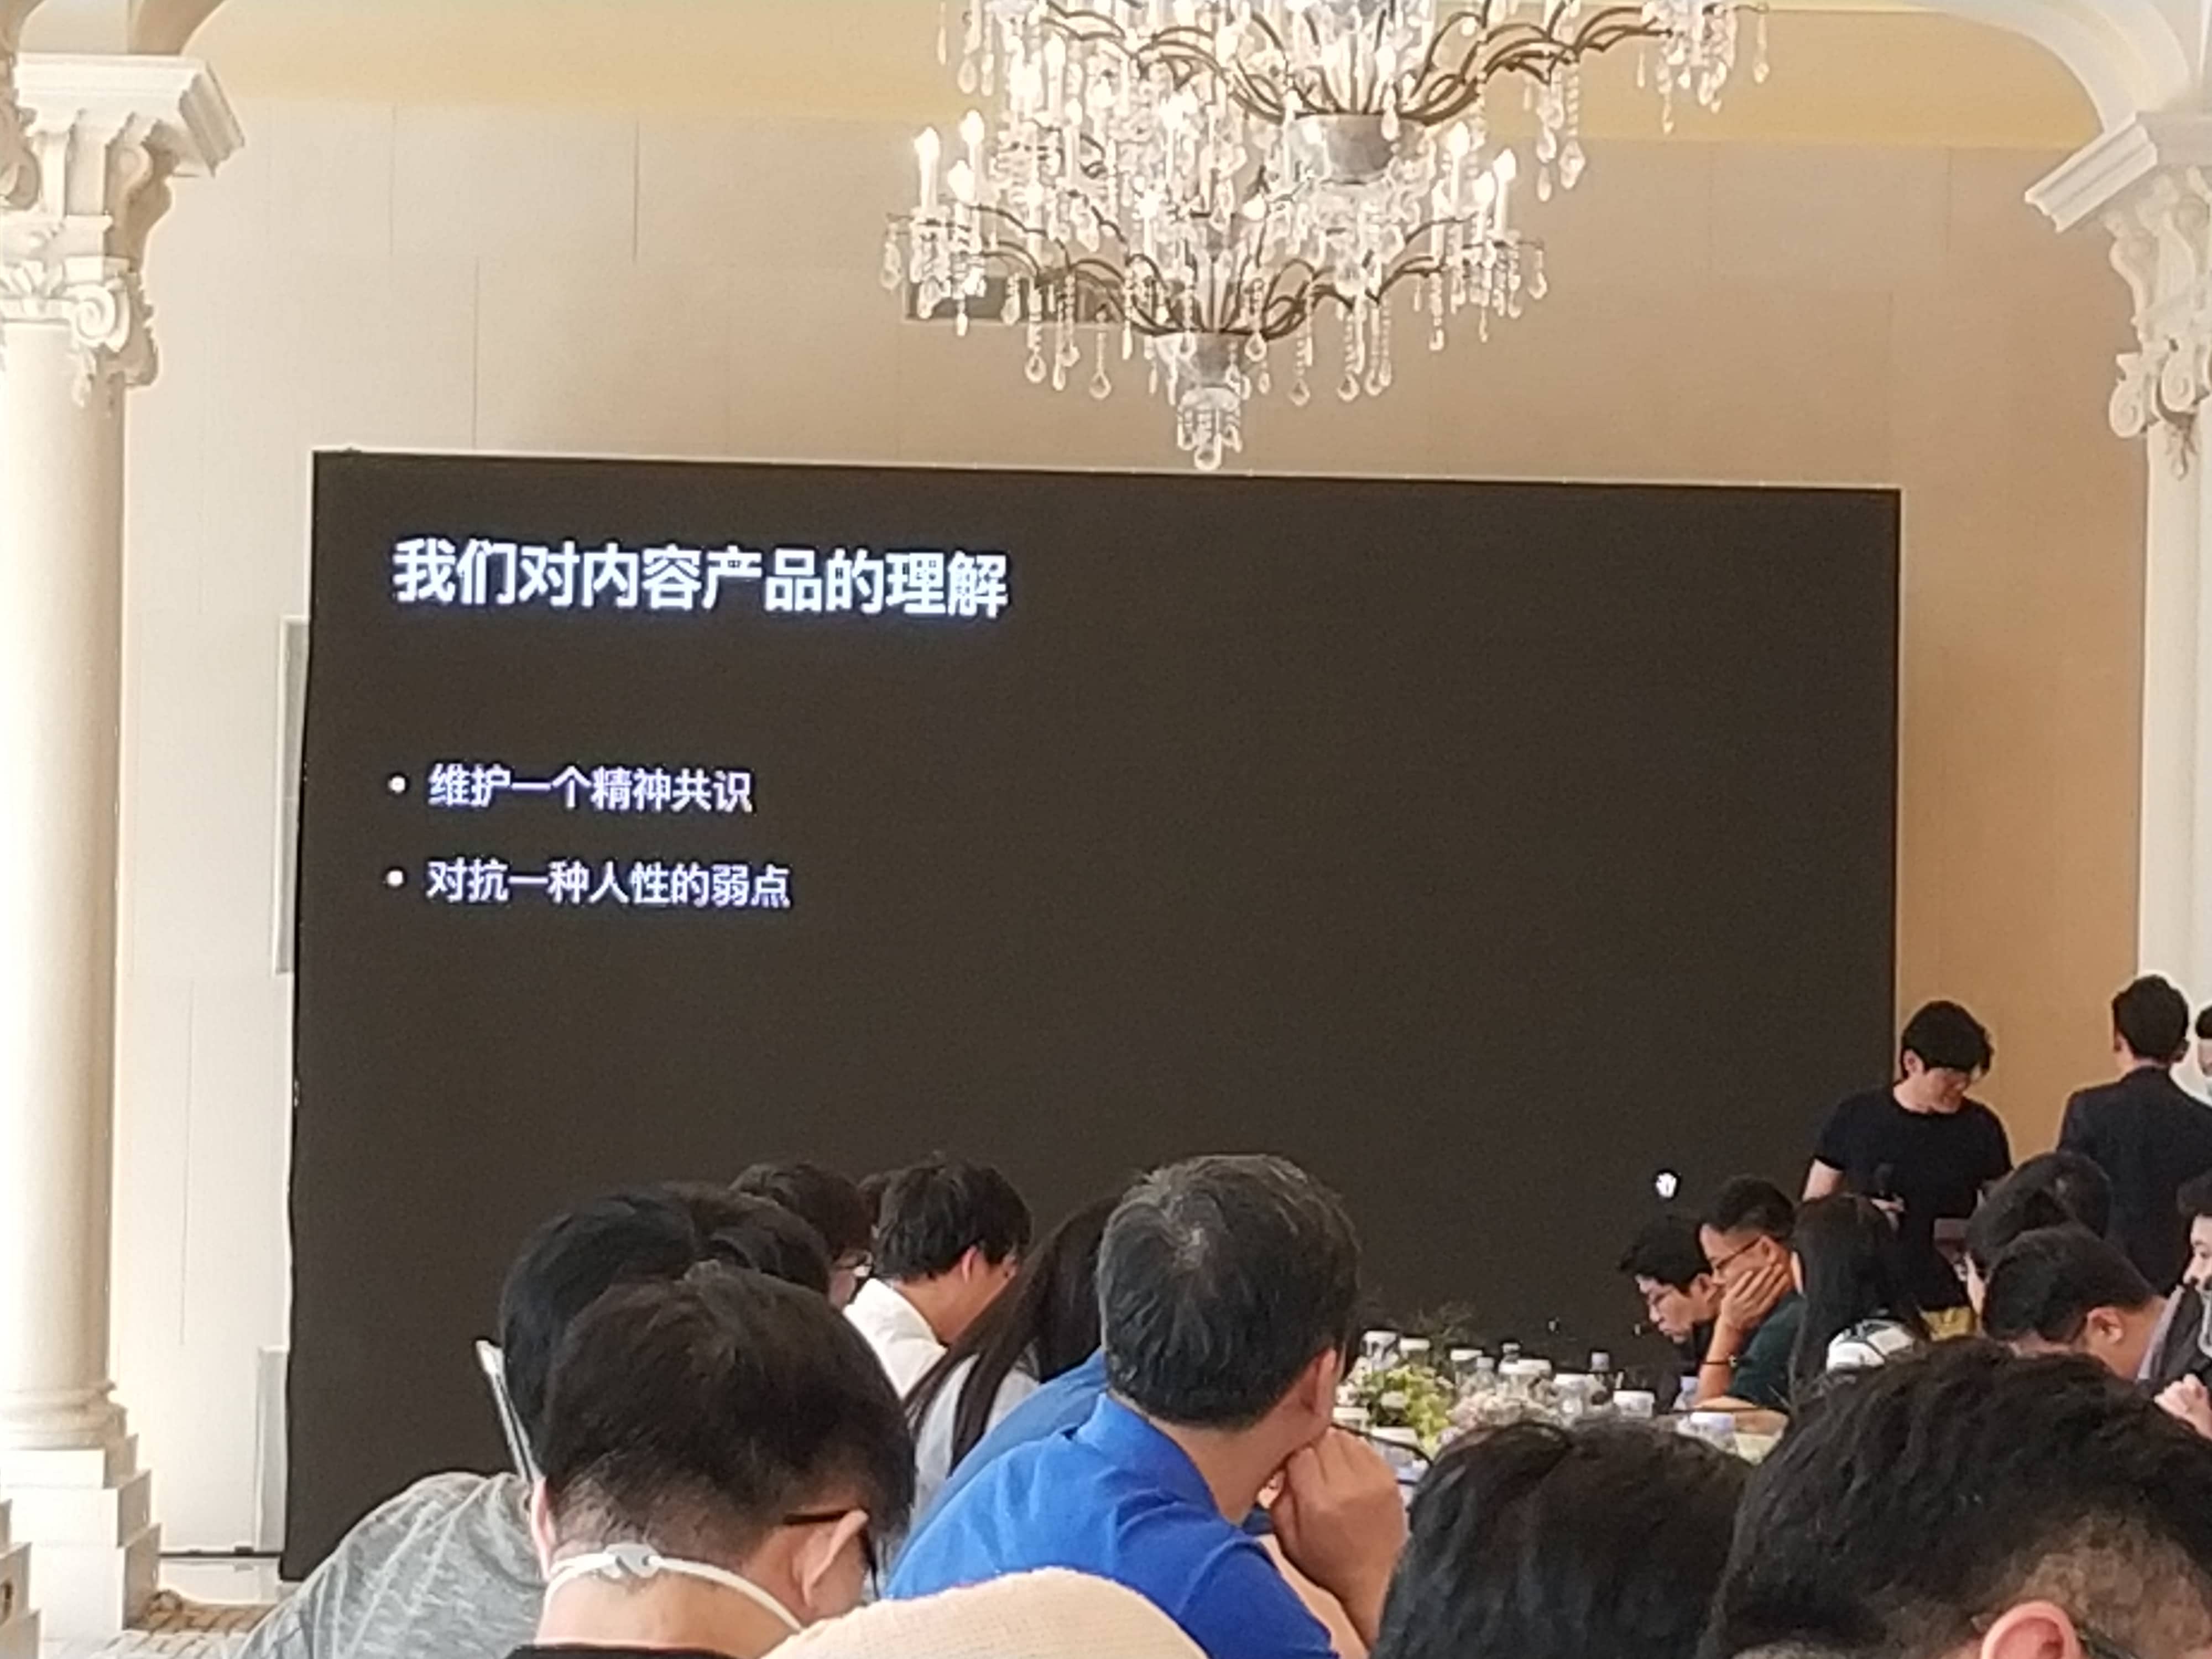 我们对内容产品的理解
• 维护一个精神共识
• 对抗一种人性的弱点